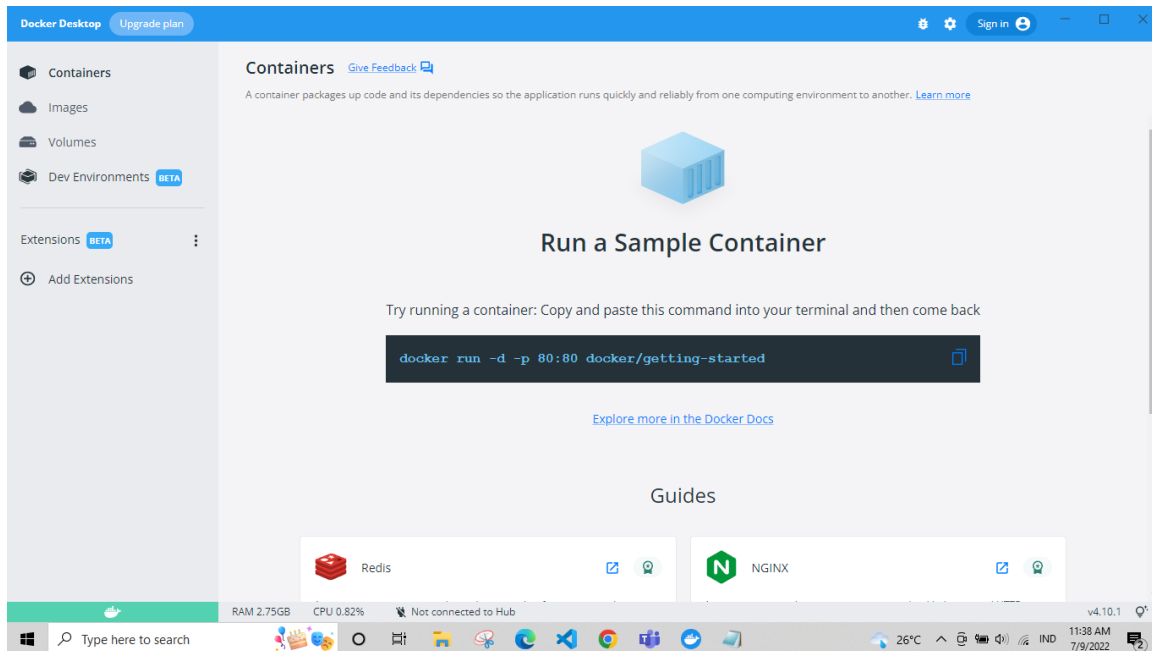 Docker Desktop Upgrade plan Sign in
Containers
Images
Volumes
Dev Environments BETA
Extensions BETA
Add Extensions
Containers Give Feedback
A container packages up code and its dependencies so the application runs quickly and reliably from one computing environment to another. Learn more
Run a Sample Container
Try running a container: Copy and paste this command into your terminal and then come back
docker run -d -p 80:80 docker/getting-started
Explore more in the Docker Docs
Guides
Redis
NGINX
RAM 2.75GB CPU 0.82% Not connected to Hub v4.10.1
Type here to search
26°C IND
11:38 AM
7/9/2022
2